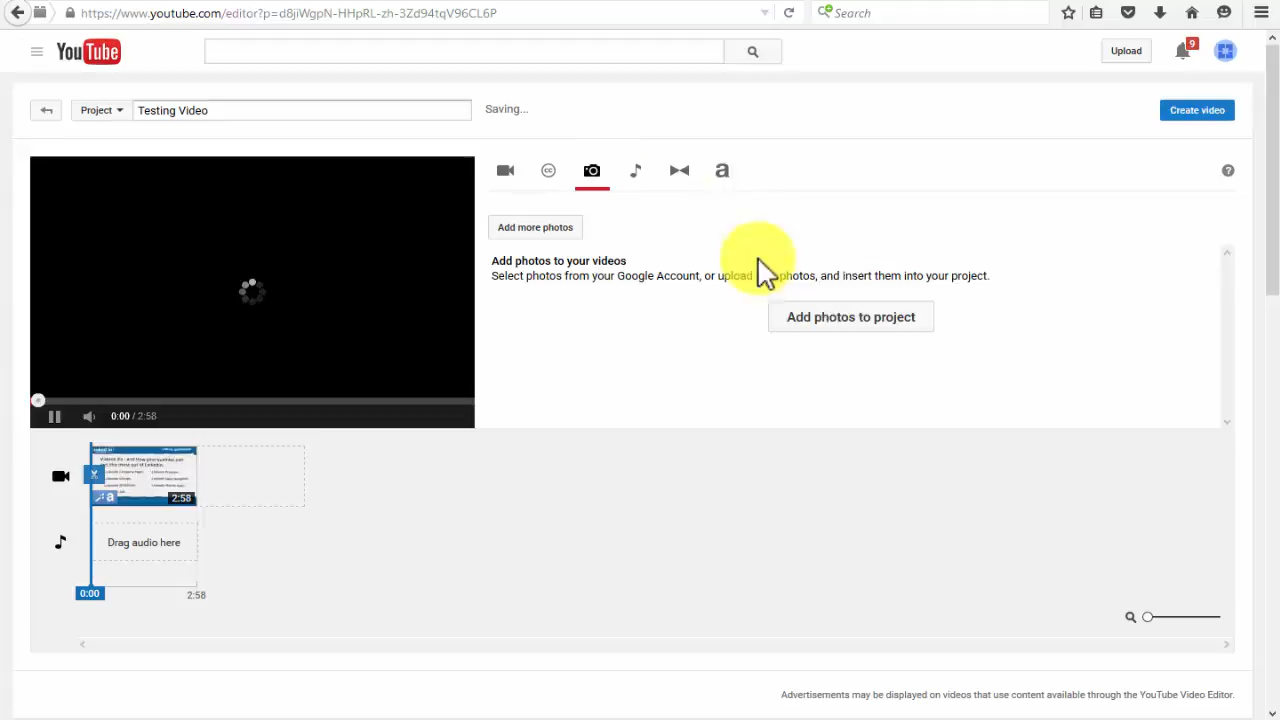 https://www.youtube.com/editor?p=d8jiWgpN-HHpRL-zh-3Zd94tqV96CL6P
Search
YouTube
Upload
9
Project
Testing Video
Saving...
Create video
cc
a
?
Add more photos
Add photos to your videos
Select photos from your Google Account, or upload photos, and insert them into your project.
Add photos to project
0:00 / 2:58
a
2:58
Drag audio here
0:00
2:58
Advertisements may be displayed on videos that use content available through the YouTube Video Editor.